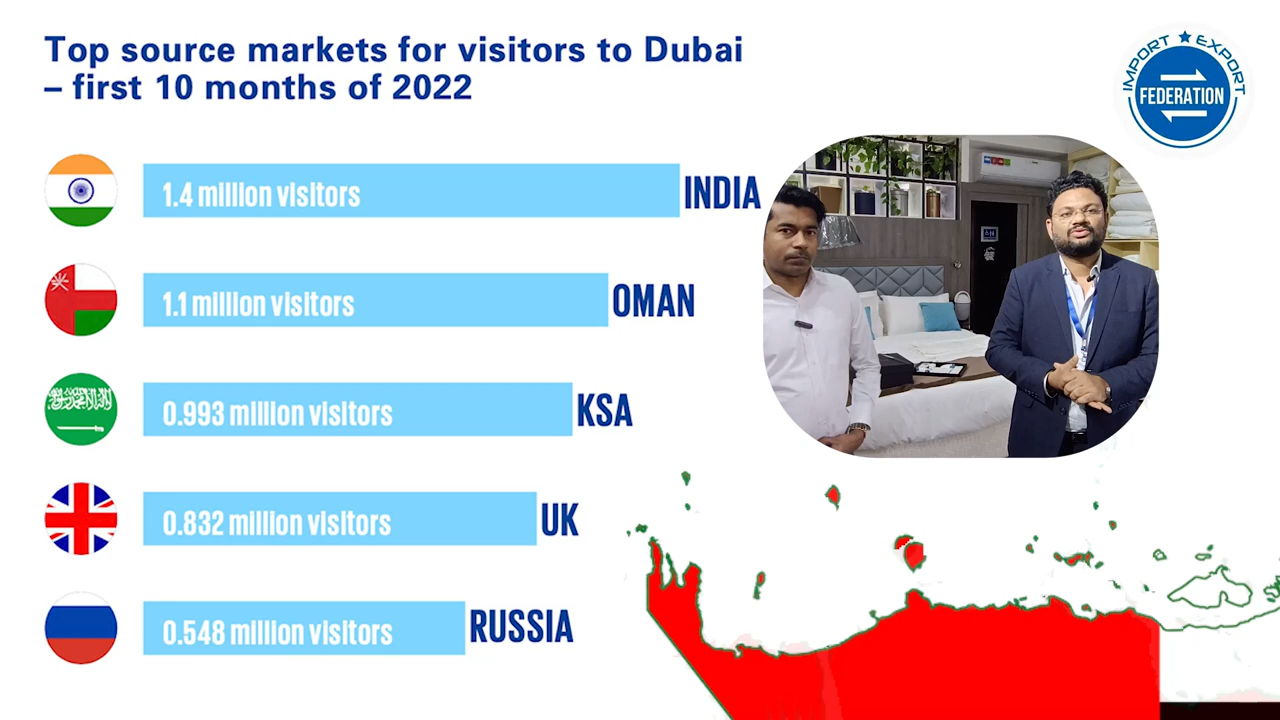 Top source markets for visitors to Dubai
– first 10 months of 2022
IMPORT ★ EXPORT
FEDERATION
1.4 million visitors
INDIA
1.1 million visitors
OMAN
0.993 million visitors
KSA
0.832 million visitors
UK
0.548 million visitors
RUSSIA